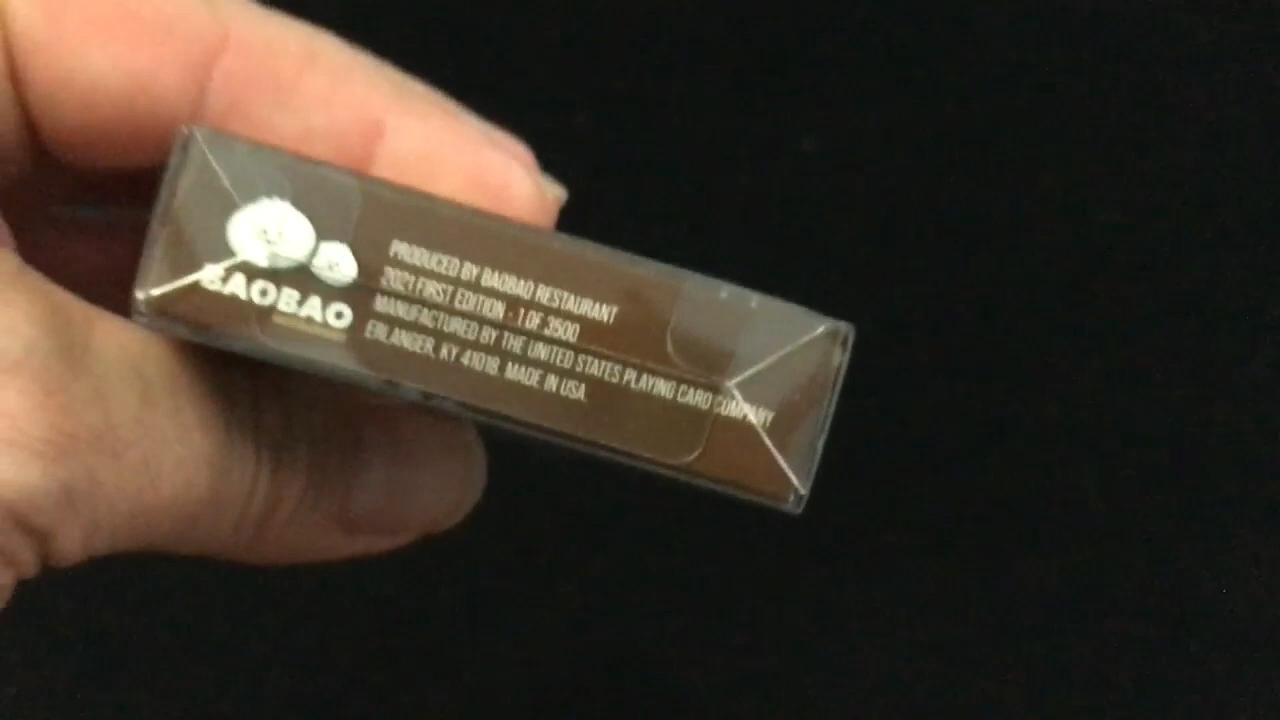 BAOBAO
PRODUCED BY BAOBAO RESTAURANT
2021 FIRST EDITION - 1 OF 3500
MANUFACTURED BY THE UNITED STATES PLAYING CARD COMPANY
ERLANGER, KY 41018. MADE IN USA.